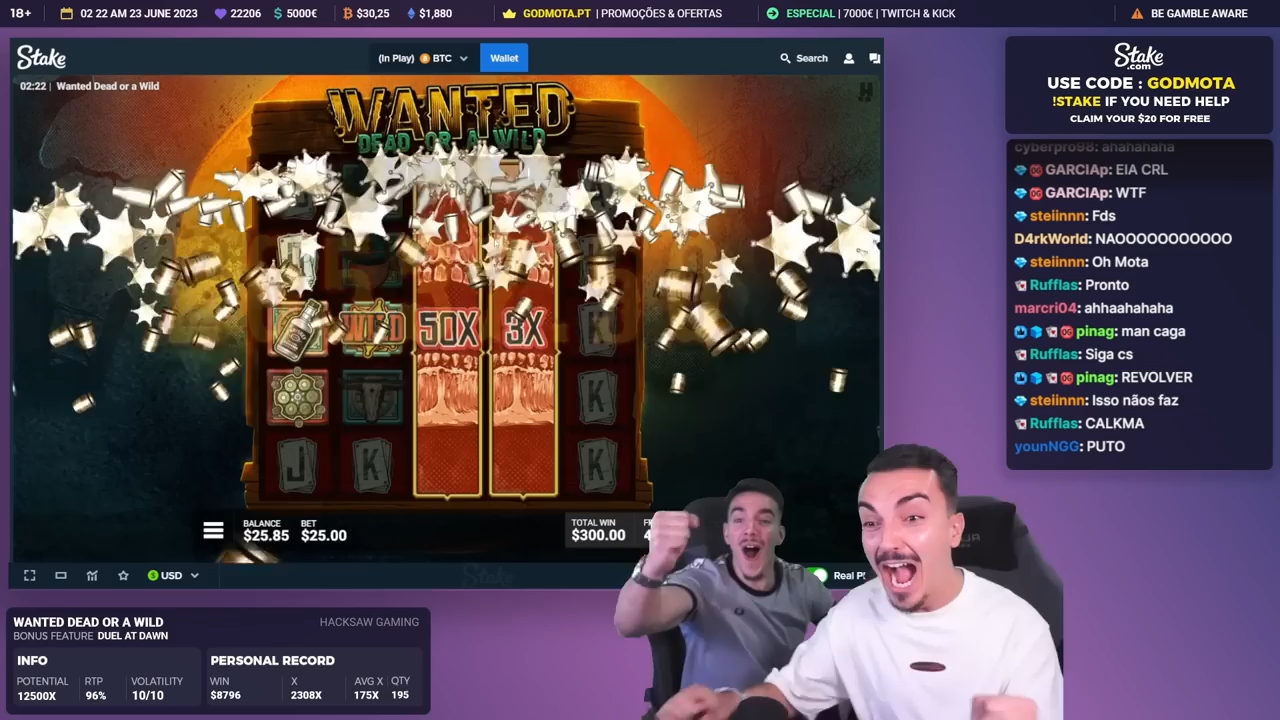 18+
02 22 AM 23 JUNE 2023
22206
5000€
$30,25
$1,880
GODMOTA.PT | PROMOÇÕES & OFERTAS
ESPECIAL | 7000€ | TWITCH & KICK
BE GAMBLE AWARE
Stake
(In Play) BTC
Wallet
Search
02:22 | Wanted Dead or a Wild
WANTED
DEAD OR A WILD
WILD
50X
3X
K
K
J
K
K
BALANCE
$25.85
BET
$25.00
TOTAL WIN
$300.00
USD
Stake
WANTED DEAD OR A WILD
HACKSAW GAMING
BONUS FEATURE DUEL AT DAWN
INFO
POTENTIAL RTP VOLATILITY
12500X 96% 10/10
PERSONAL RECORD
WIN X AVG X QTY
$8796 2308X 175X 195
Stake
.com
USE CODE : GODMOTA
!STAKE IF YOU NEED HELP
CLAIM YOUR $20 FOR FREE
cyberpro98: ahahahaha
GARCIAp: EIA CRL
GARCIAp: WTF
steiinnn: Fds
D4rkWorld: NAOOOOOOOOOOO
steiinnn: Oh Mota
Rufflas: Pronto
marcri04: ahhaahahaha
pinag: man caga
Rufflas: Siga cs
pinag: REVOLVER
steiinnn: Isso nãos faz
Rufflas: CALKMA
younNGG: PUTO